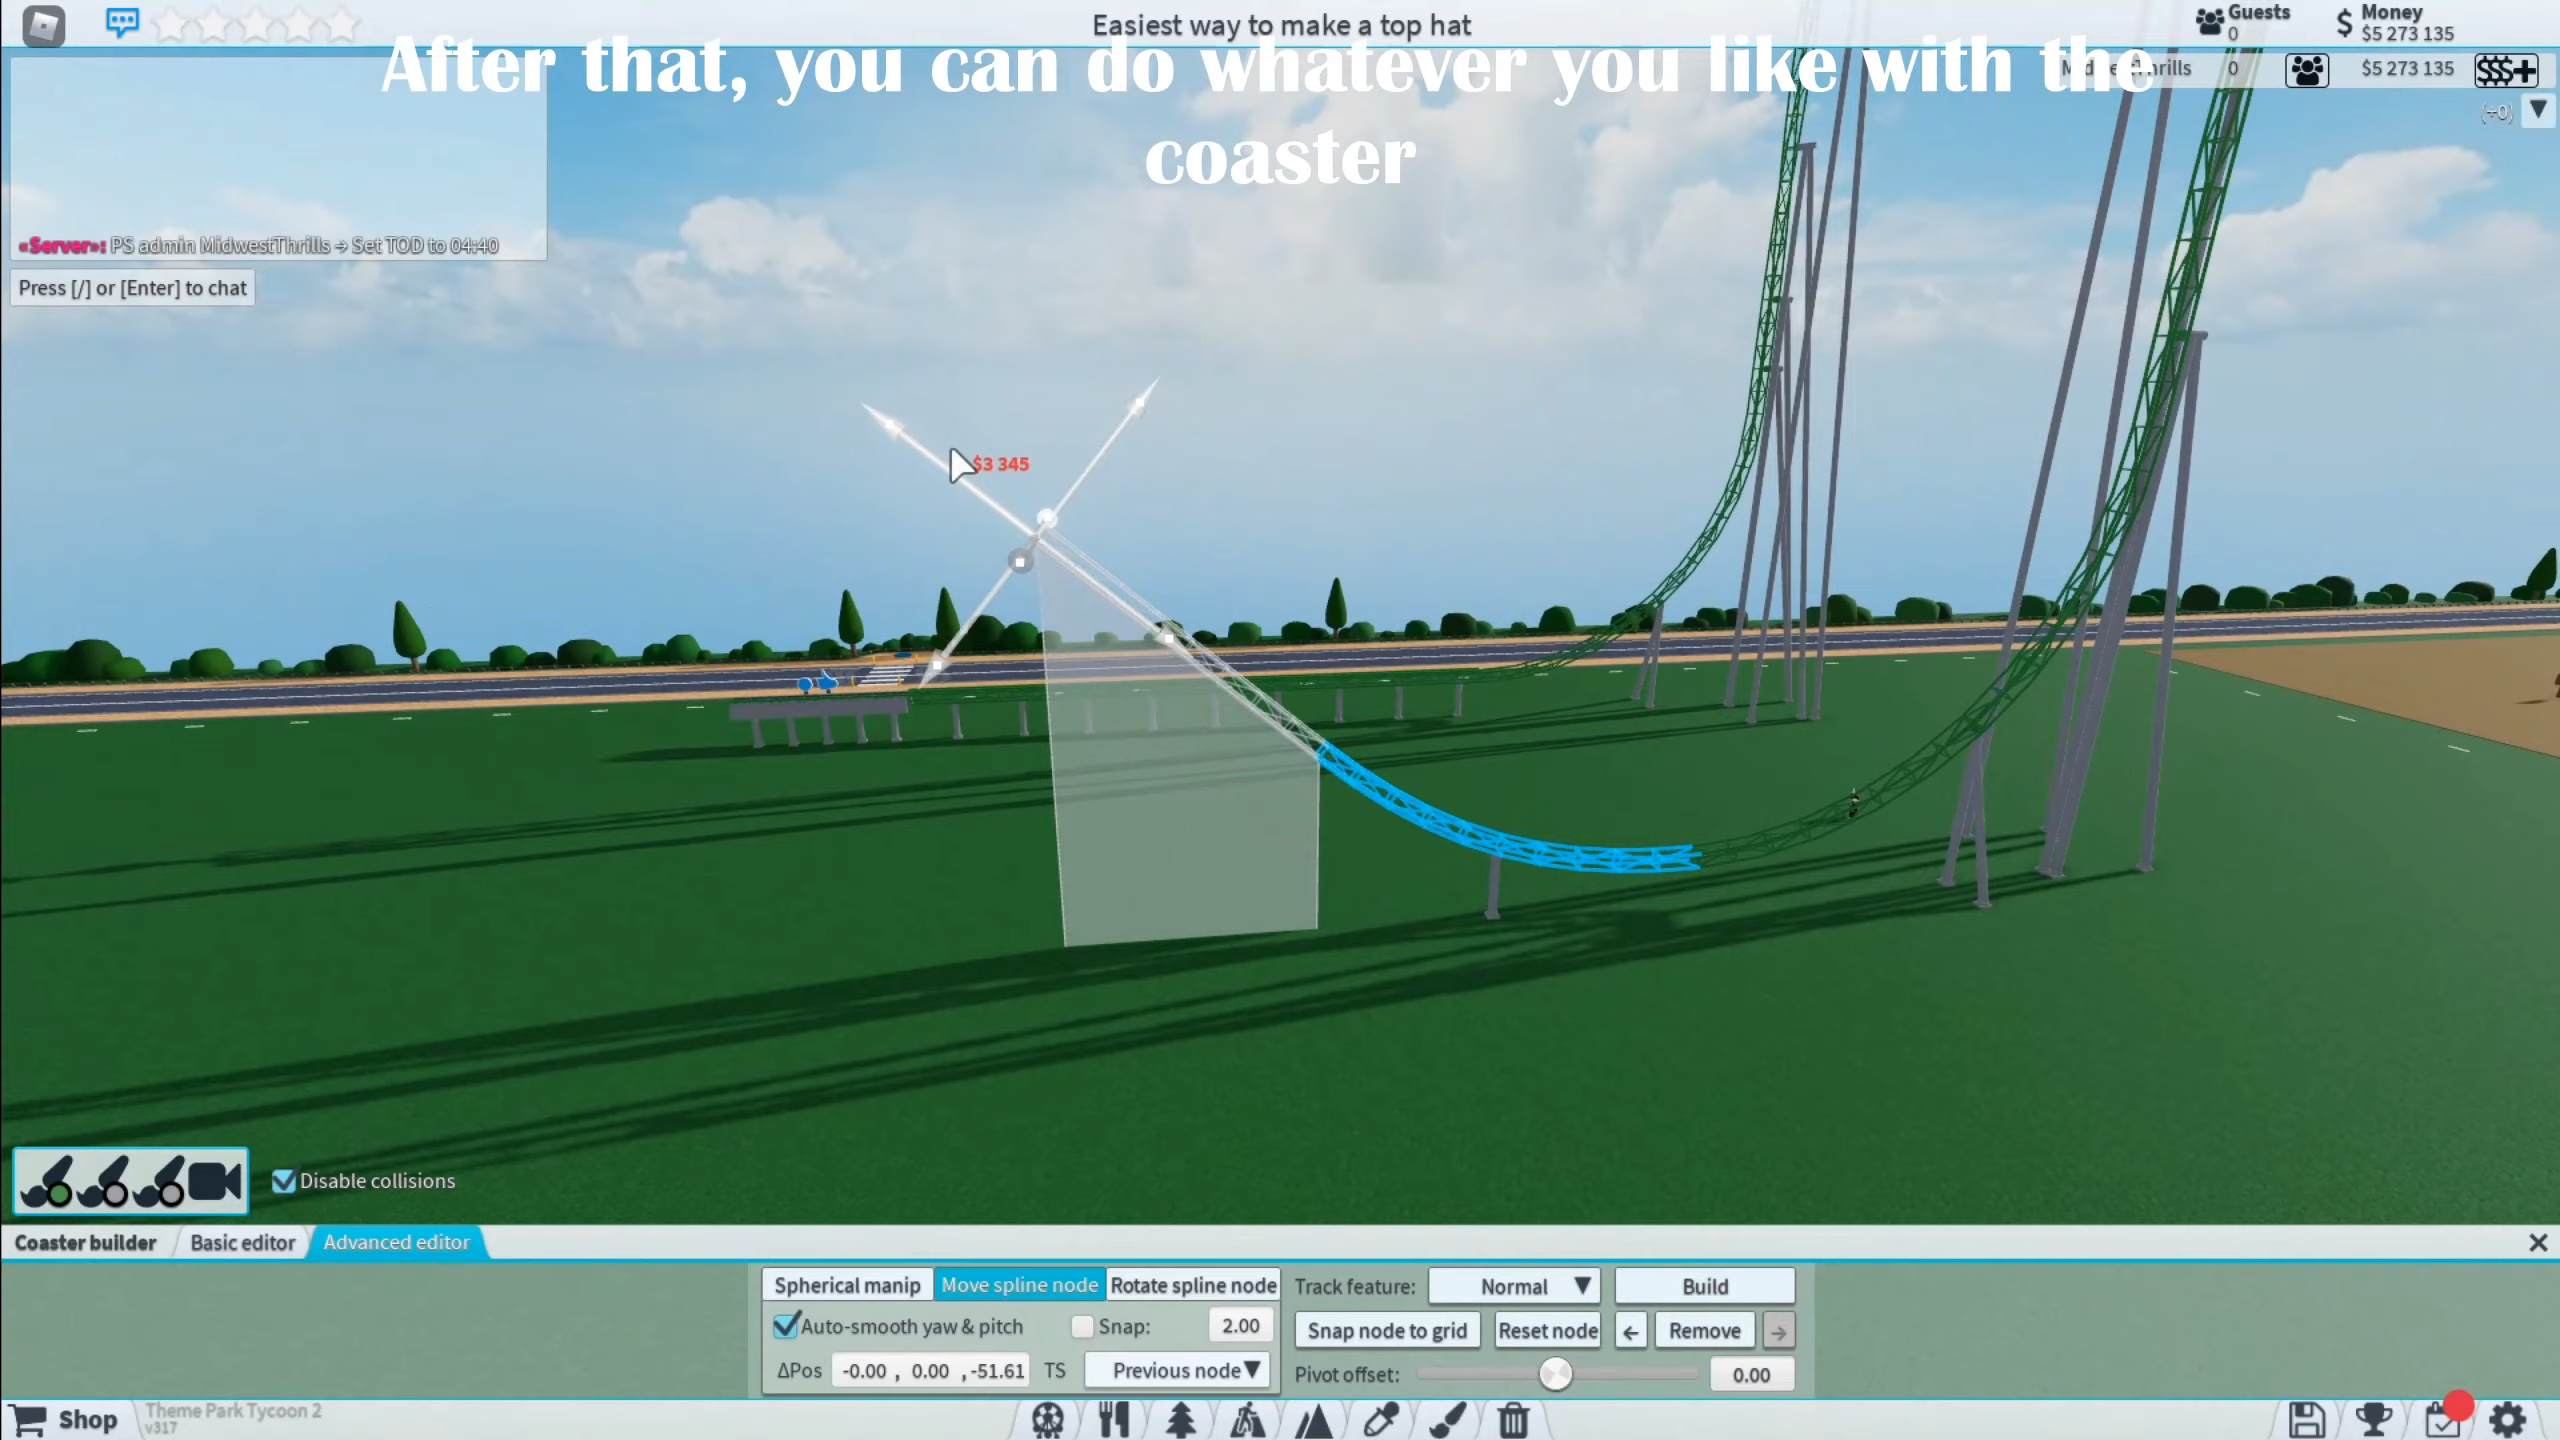 Easiest way to make a top hat
Guests
0
Money
$5 273 135
After that, you can do whatever you like with the
coaster
0
$5 273 135
$$$+
(+0)
«Server»: PS admin MidwestThrills → Set TOD to 04:40
Press [/] or [Enter] to chat
$3 345
Disable collisions
Coaster builder
Basic editor
Advanced editor
Spherical manip
Move spline node
Rotate spline node
Track feature:
Normal
Build
Auto-smooth yaw & pitch
Snap:
2.00
Snap node to grid
Reset node
Remove
ΔPos
-0.00 , 0.00 ,-51.61
TS
Previous node
Pivot offset:
0.00
Shop
Theme Park Tycoon 2
v317